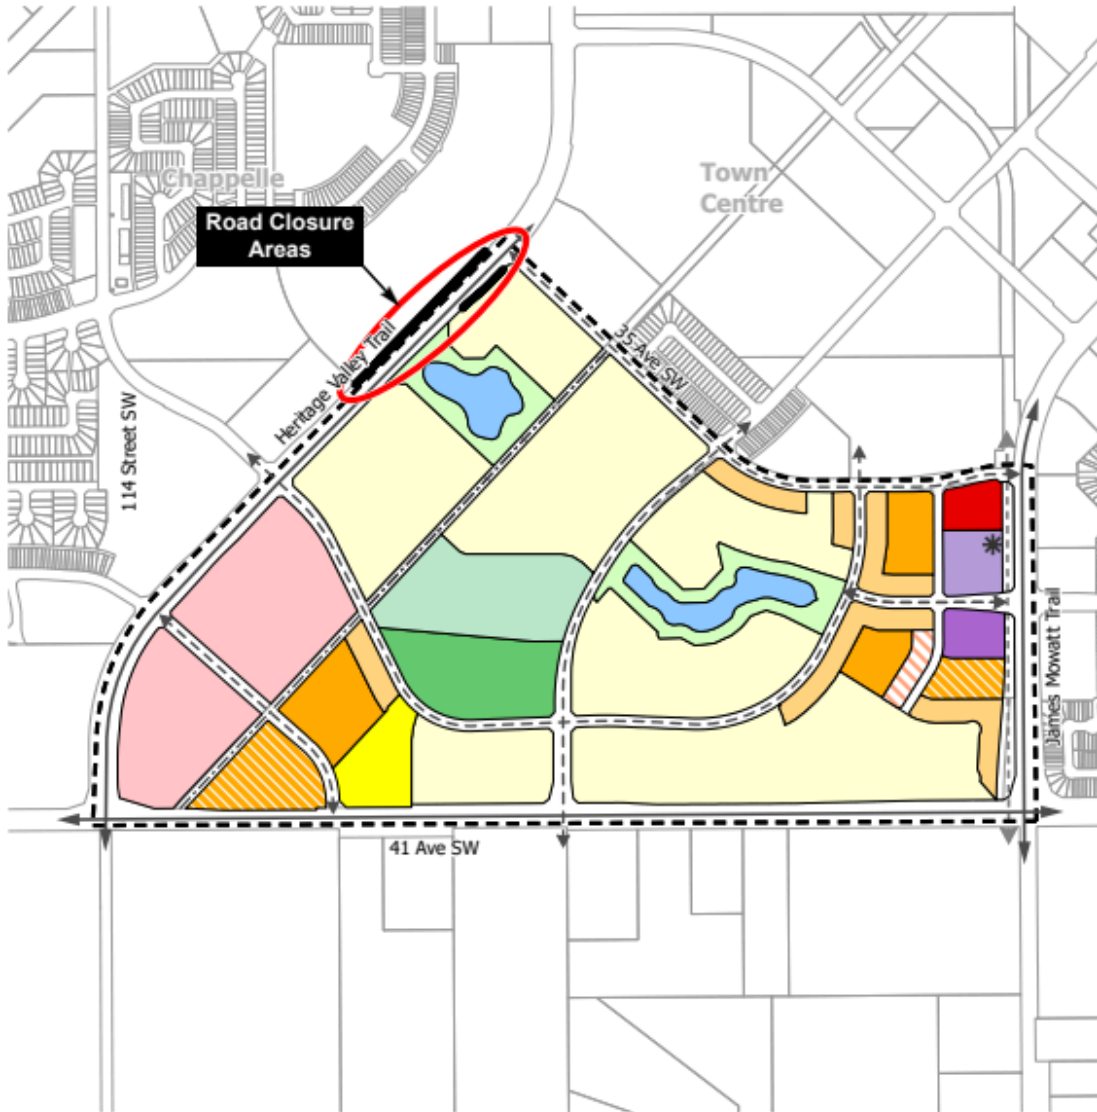 Chappelle
Town
Centre
Road Closure
Areas
Heritage Valley Trail
35 Ave SW
114 Street SW
James Mowatt Trail
41 Ave SW